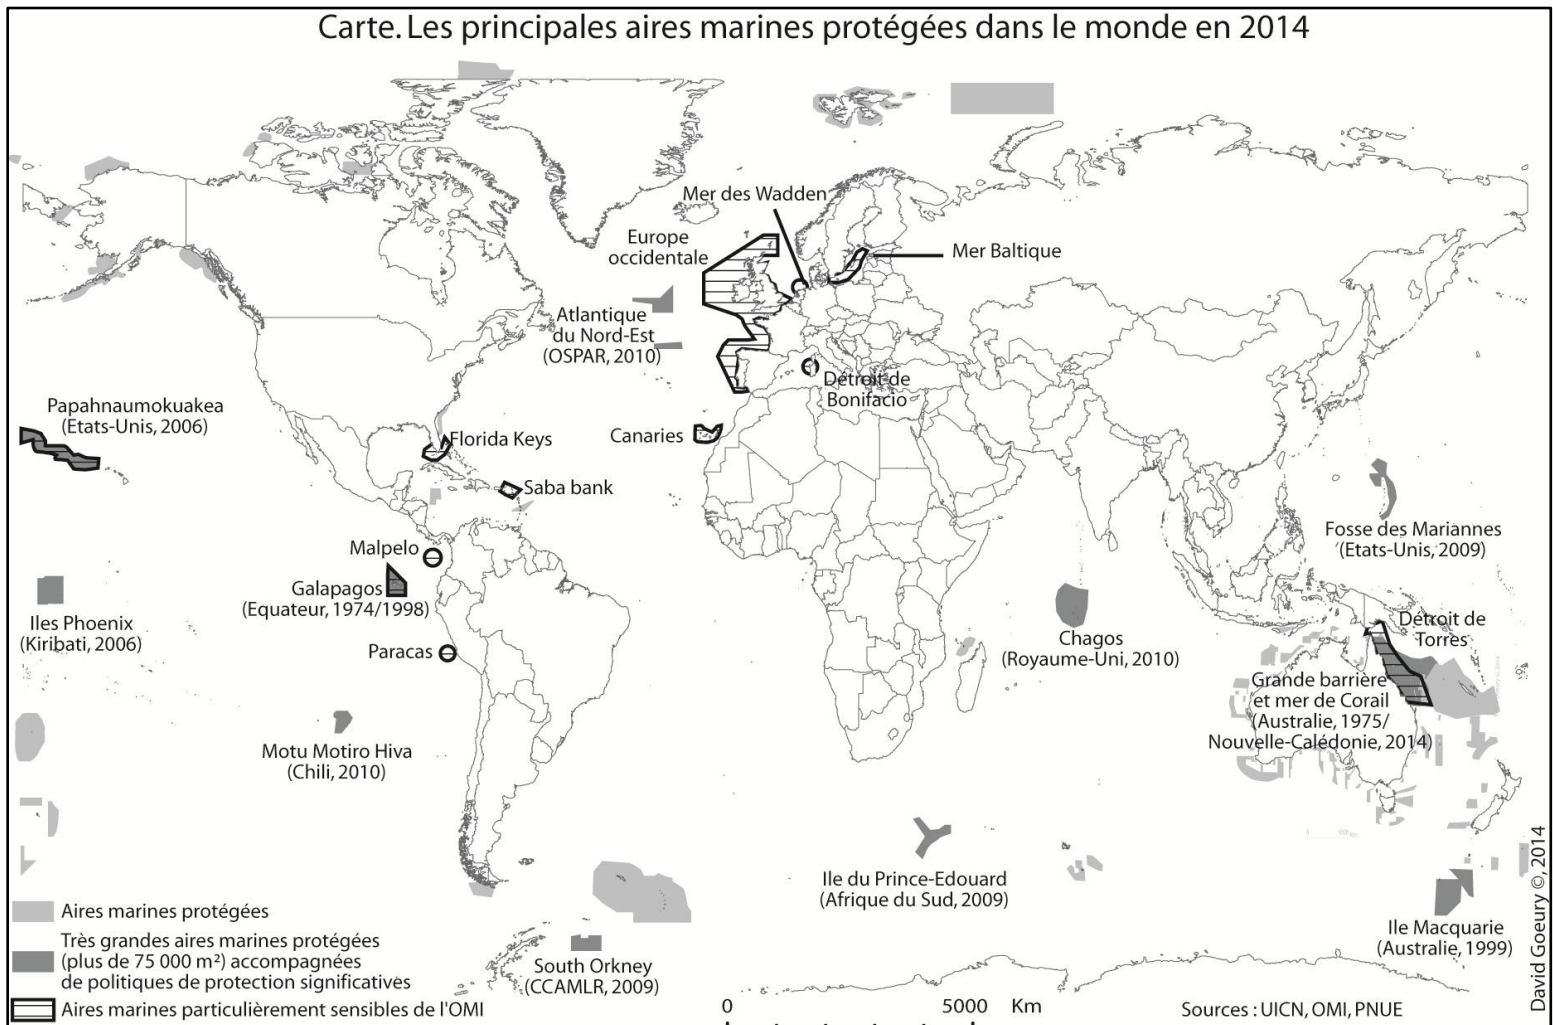 Carte. Les principales aires marines protégées dans le monde en 2014
Mer des Wadden
Europe
occidentale
Mer Baltique
Atlantique
du Nord-Est
(OSPAR, 2010)
Détroit de
Bonifacio
Papahnaumokuakea
(Etats-Unis, 2006)
Florida Keys
Canaries
Saba bank
Fosse des Mariannes
(Etats-Unis, 2009)
Malpelo
Galapagos
(Equateur, 1974/1998)
Iles Phoenix
(Kiribati, 2006)
Paracas
Chagos
(Royaume-Uni, 2010)
Détroit de
Torres
Grande barrière
et mer de Corail
(Australie, 1975/
Nouvelle-Calédonie, 2014)
Motu Motiro Hiva
(Chili, 2010)
Ile du Prince-Edouard
(Afrique du Sud, 2009)
Ile Macquarie
(Australie, 1999)
South Orkney
(CCAMLR, 2009)
Aires marines protégées
Très grandes aires marines protégées
(plus de 75 000 m²) accompagnées
de politiques de protection significatives
Aires marines particulièrement sensibles de l'OMI
0 5000 Km
Sources : UICN, OMI, PNUE
David Goeury ©, 2014